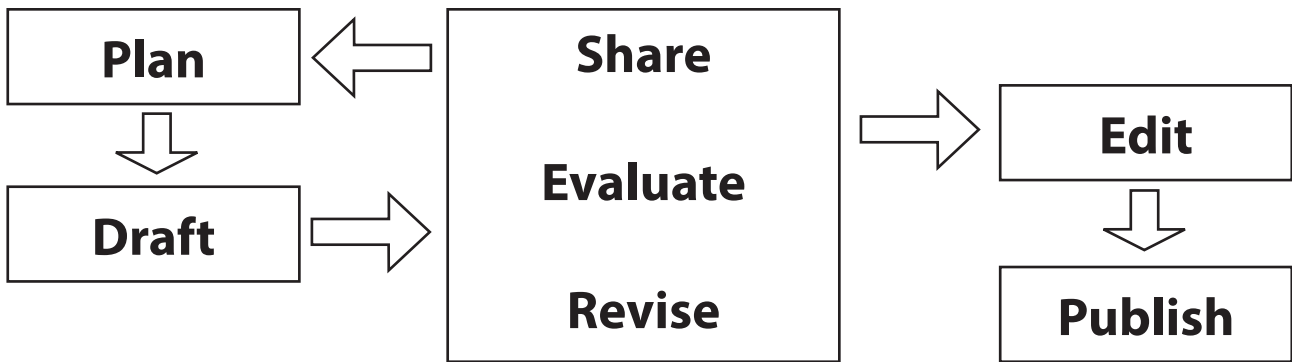 Plan
Draft
Share
Evaluate
Revise
Edit
Publish